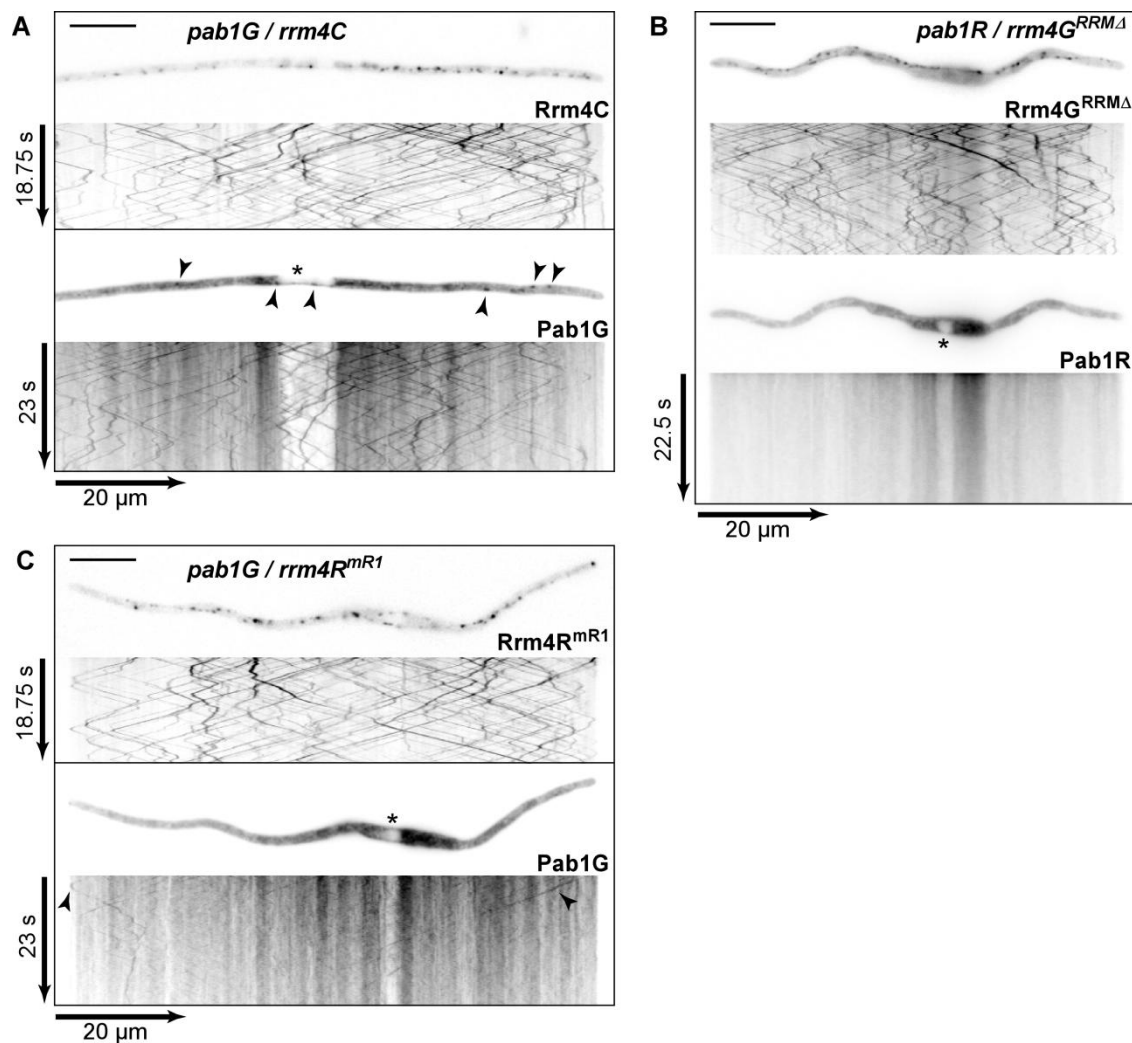 A
pab1G / rrm4C
Rrm4C
18.75 s
*
Pab1G
23 s
20 µm
B
pab1R / rrm4G^RRMΔ
Rrm4G^RRMΔ
*
Pab1R
22.5 s
20 µm
C
pab1G / rrm4R^mR1
Rrm4R^mR1
18.75 s
*
Pab1G
23 s
20 µm